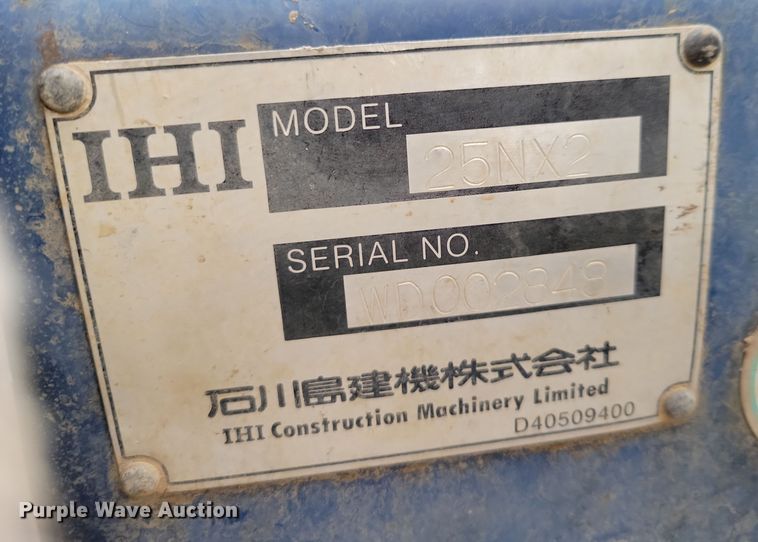 IHI
MODEL
25NX2
SERIAL NO.
WD002848
石川島建機株式会社
IHI Construction Machinery Limited
D40509400
Purple Wave Auction